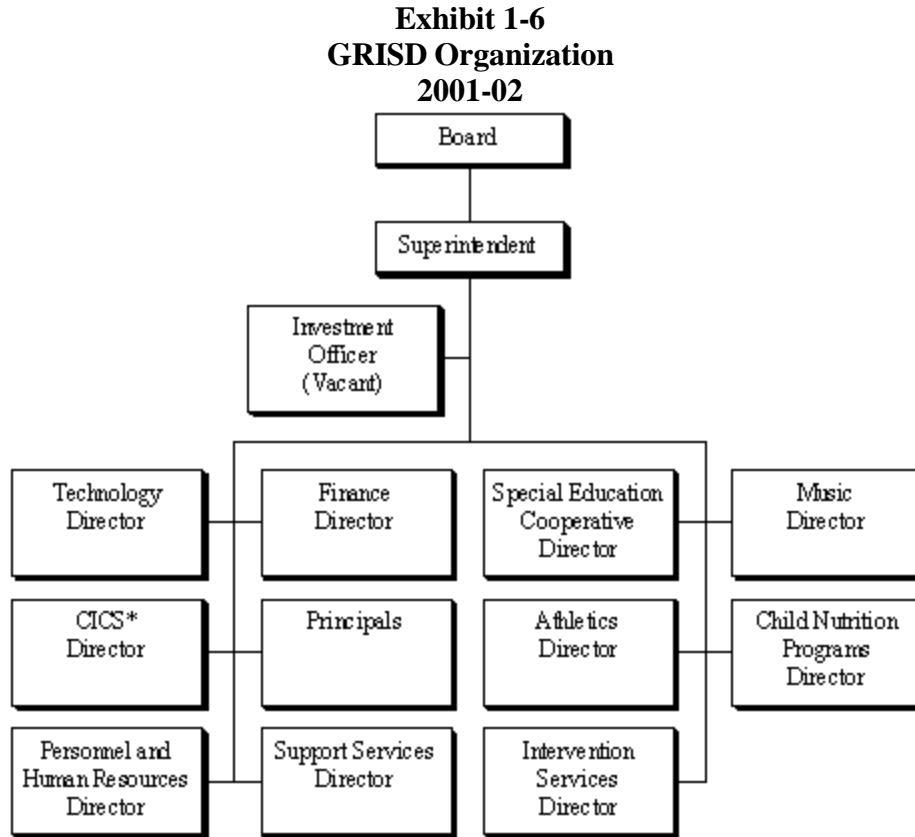 Exhibit 1-6
GRISD Organization
2001-02
Board
Superintendent
Investment
Officer
(Vacant)
Technology
Director
Finance
Director
Special Education
Cooperative
Director
Music
Director
CICS*
Director
Principals
Athletics
Director
Child Nutrition
Programs
Director
Personnel and
Human Resources
Director
Support Services
Director
Intervention
Services
Director